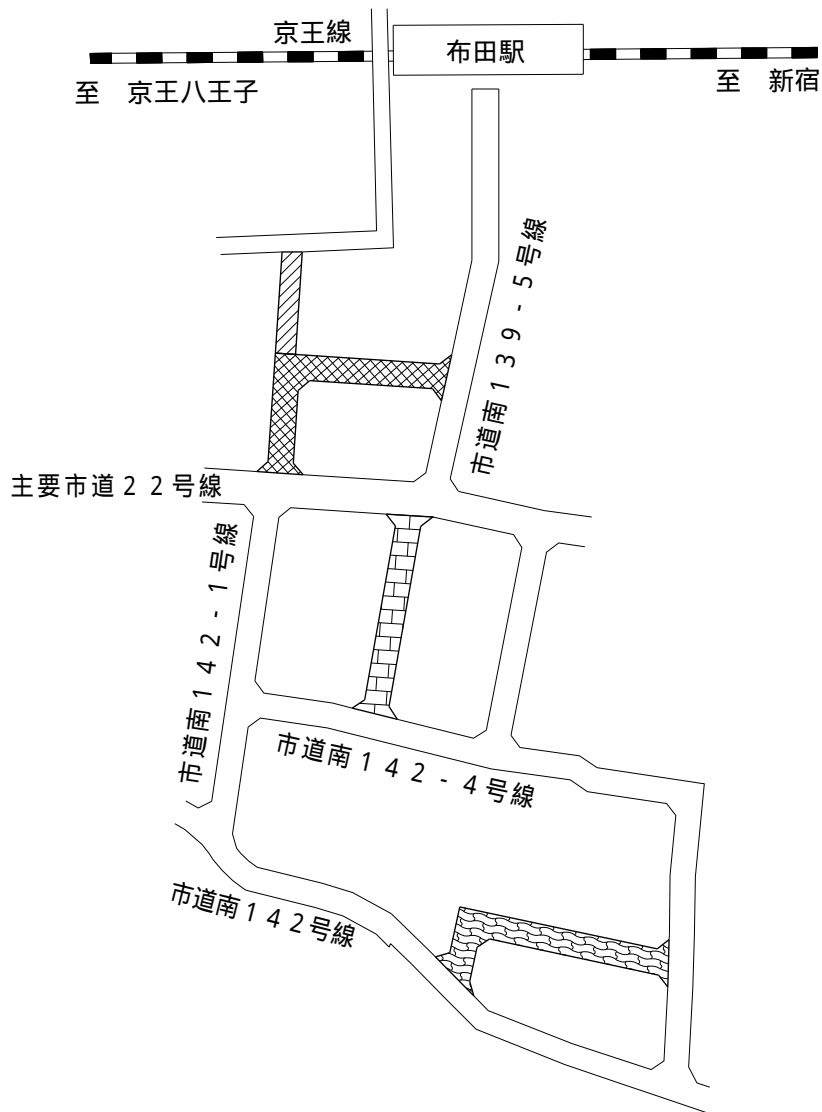 京王線
布田駅
至　京王八王子
至　新宿
市道南１３９‐５号線
主要市道２２号線
市道南１４２‐１号線
市道南１４２‐４号線
市道南１４２号線